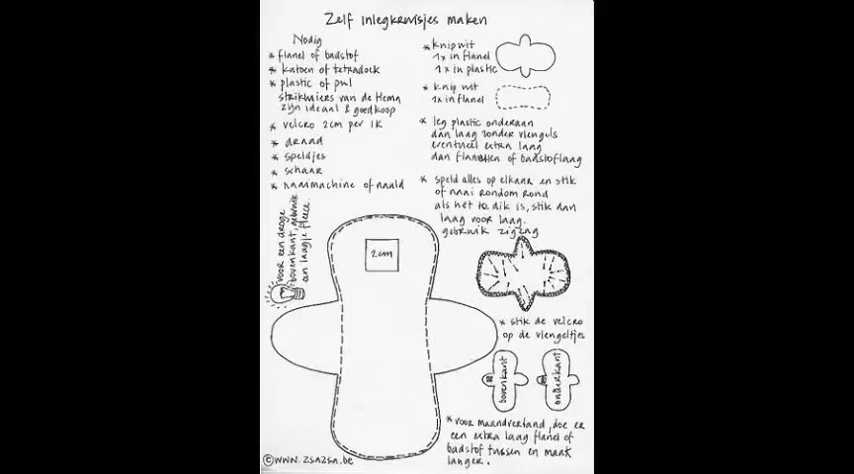 Zelf inlegkruisjes maken
Nodig
* flanel of badstof
* katoen of tetradoek
* plastic of pul
strikluiers van de Hema
zijn ideaal & goedkoop
* velcro 2cm per IK
* draad
* speldjes
* schaar
* naaimachine of naald
voor een droge
bovenkant, gebruik
een laagje fleece.
2cm
©WWW.ZSAZSA.be
* knip uit
1x in flanel
1x in plastic
* knip uit
1x in flanel
* leg plastic onderaan
dan laag zonder vleugels
eventueel extra laag
dan flanellen of badstoflaag
* speld alles op elkaar en stik
of naai rondom rond
als het te dik is, stik dan
laag voor laag.
gebruik zigzag
* stik de velcro
op de vleugeltjes
bovenkant
onderkant
* voor maandverband, doe er
een extra laag flanel of
badstof tussen en maak
langer.